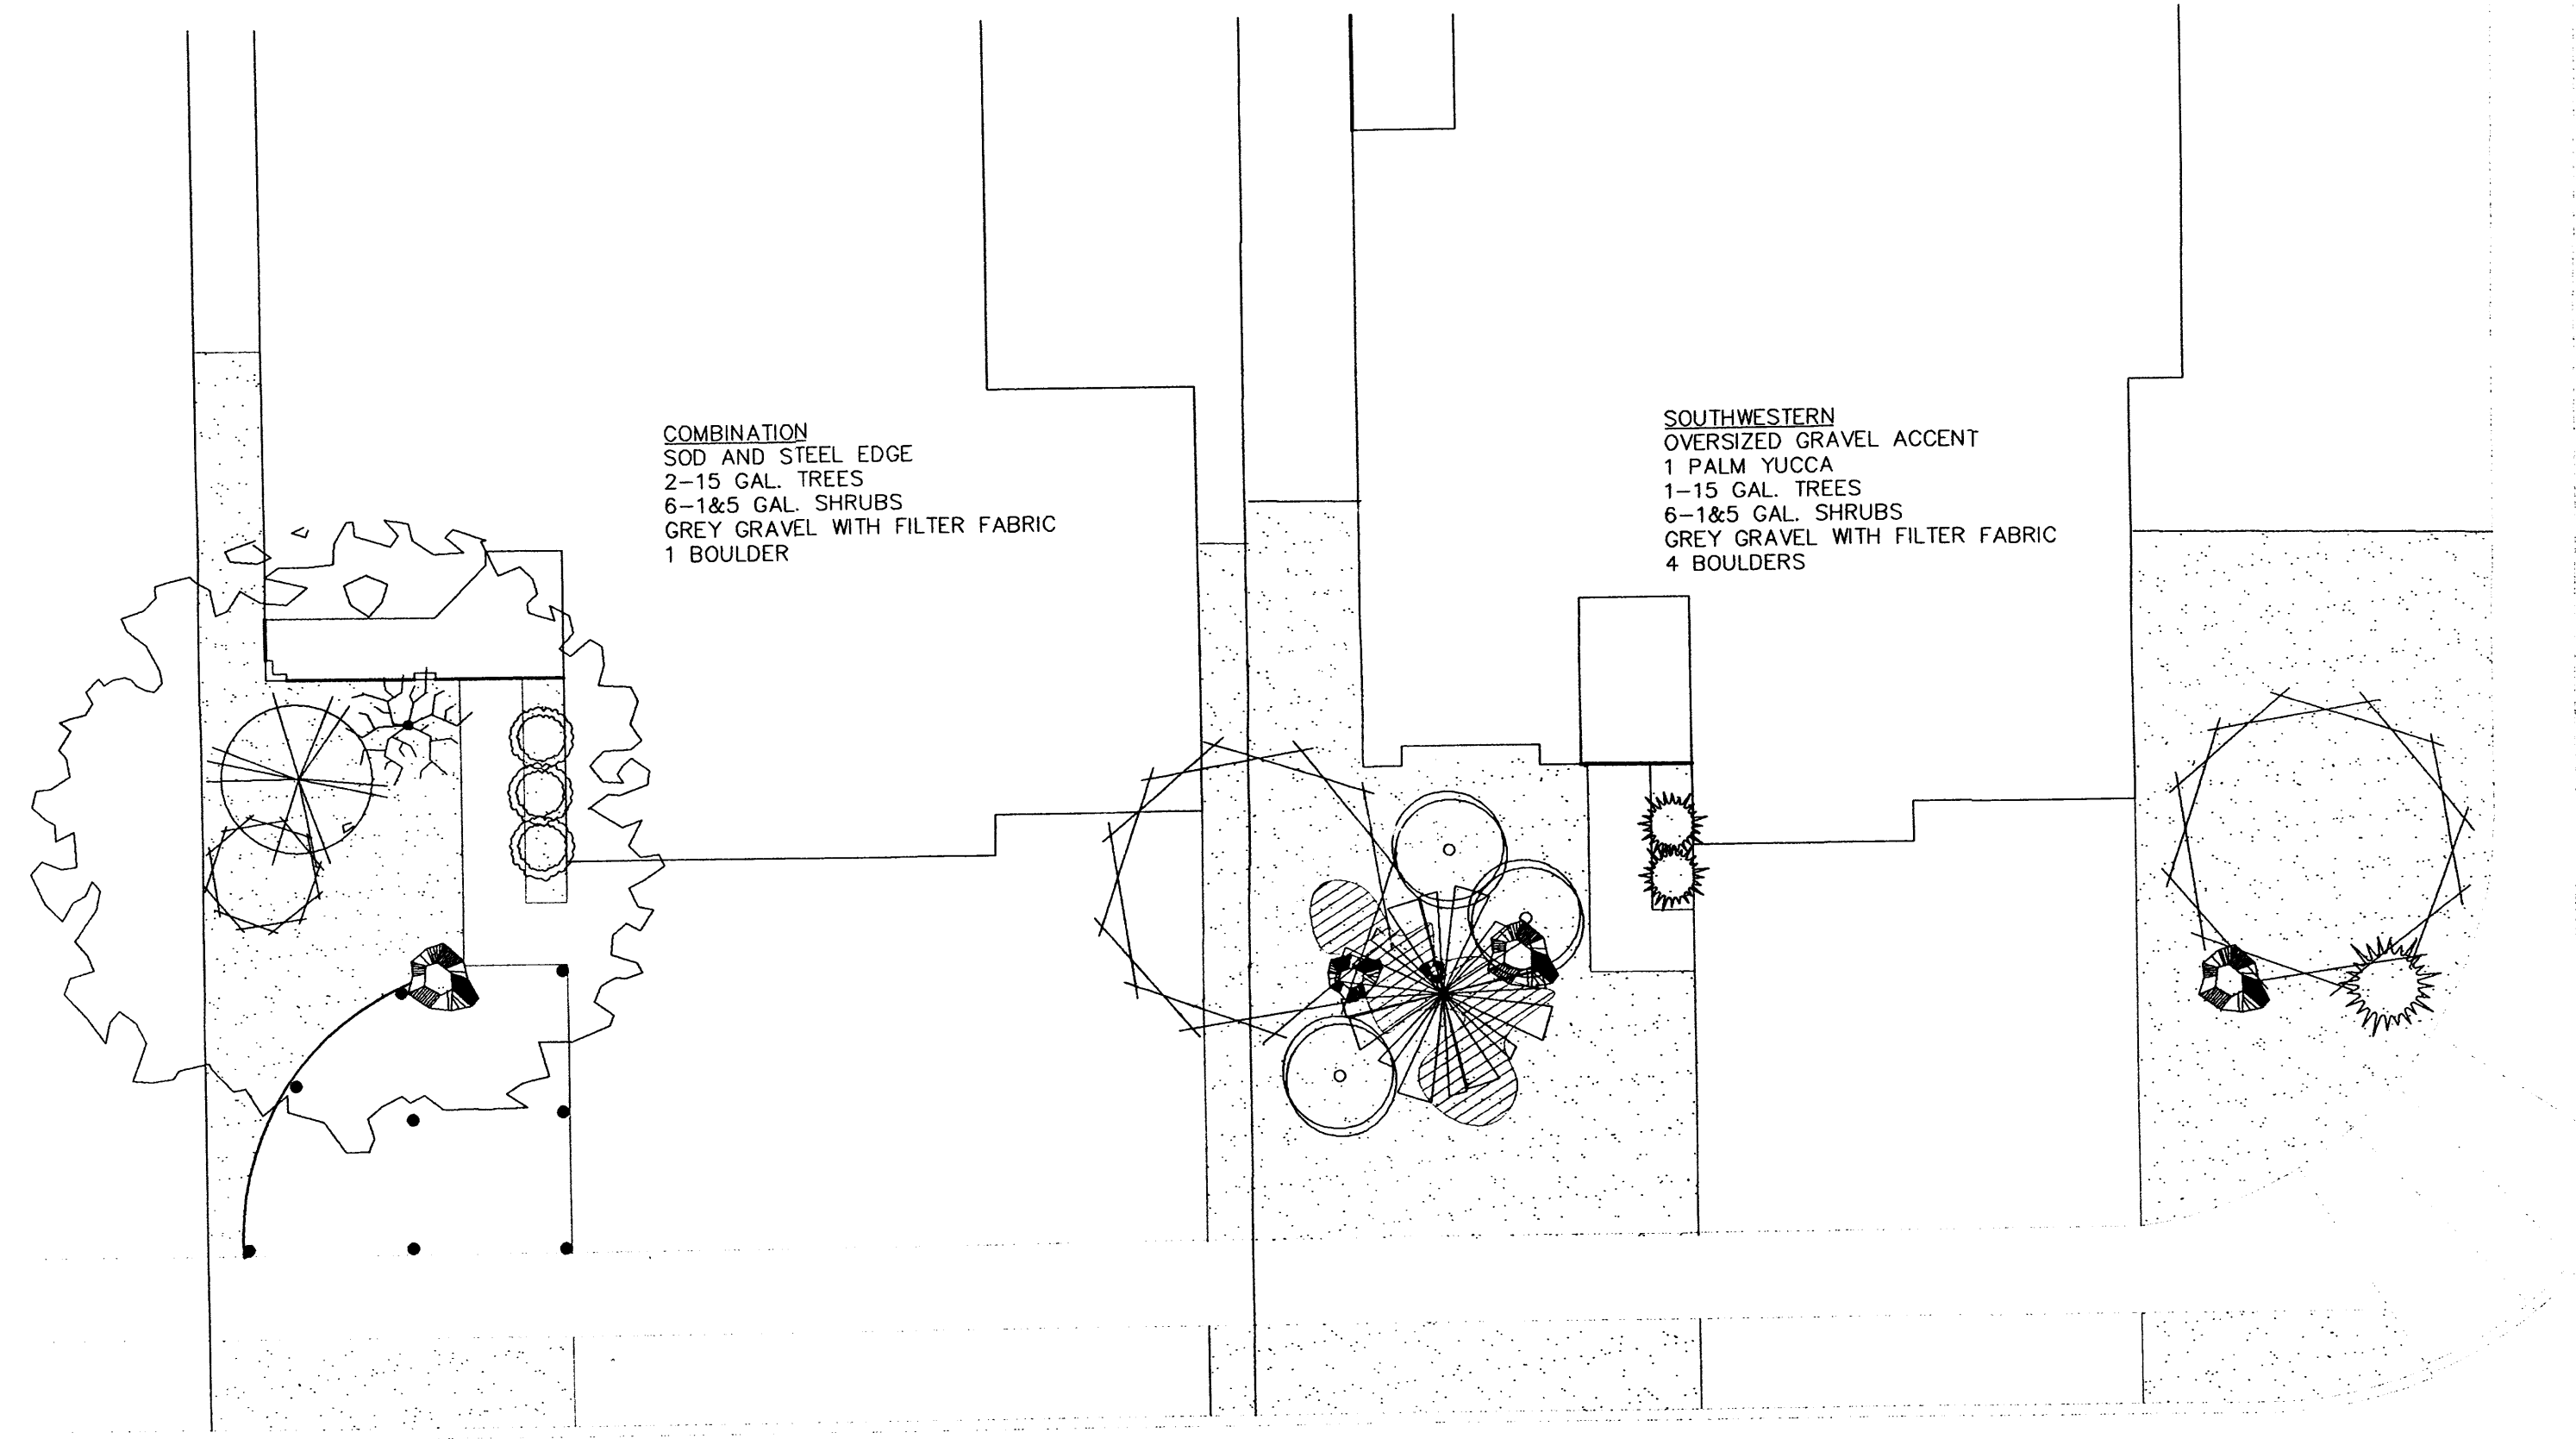 COMBINATION
SOD AND STEEL EDGE
2-15 GAL. TREES
6-1&5 GAL. SHRUBS
GREY GRAVEL WITH FILTER FABRIC
1 BOULDER
SOUTHWESTERN
OVERSIZED GRAVEL ACCENT
1 PALM YUCCA
1-15 GAL. TREES
6-1&5 GAL. SHRUBS
GREY GRAVEL WITH FILTER FABRIC
4 BOULDERS